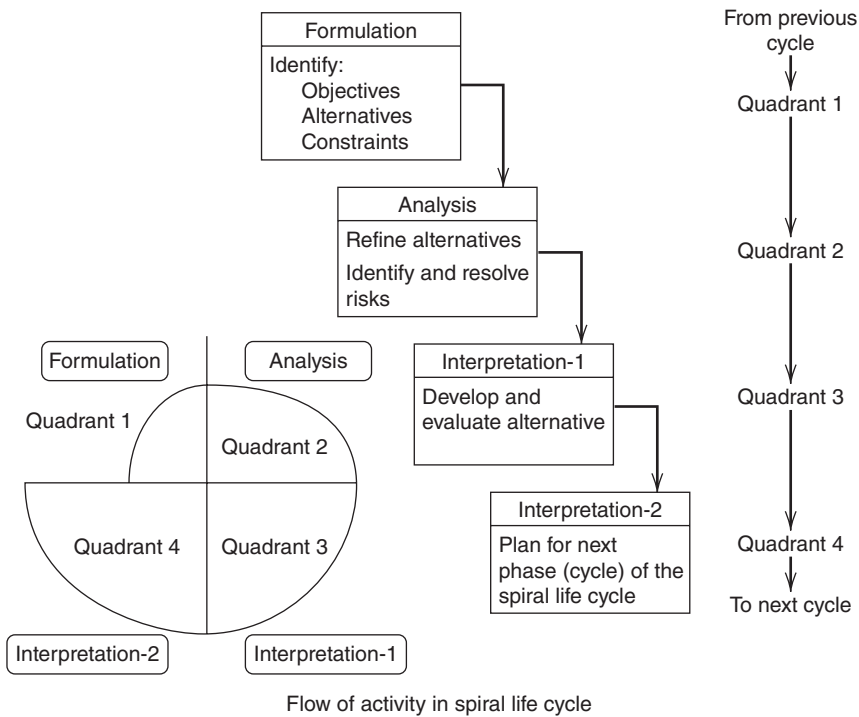 Formulation
Identify:
Objectives
Alternatives
Constraints
Analysis
Refine alternatives
Identify and resolve
risks
Interpretation-1
Develop and
evaluate alternative
Interpretation-2
Plan for next
phase (cycle) of the
spiral life cycle
From previous
cycle
Quadrant 1
Quadrant 2
Quadrant 3
Quadrant 4
To next cycle
Formulation
Analysis
Quadrant 1
Quadrant 2
Quadrant 4
Quadrant 3
Interpretation-2
Interpretation-1
Flow of activity in spiral life cycle